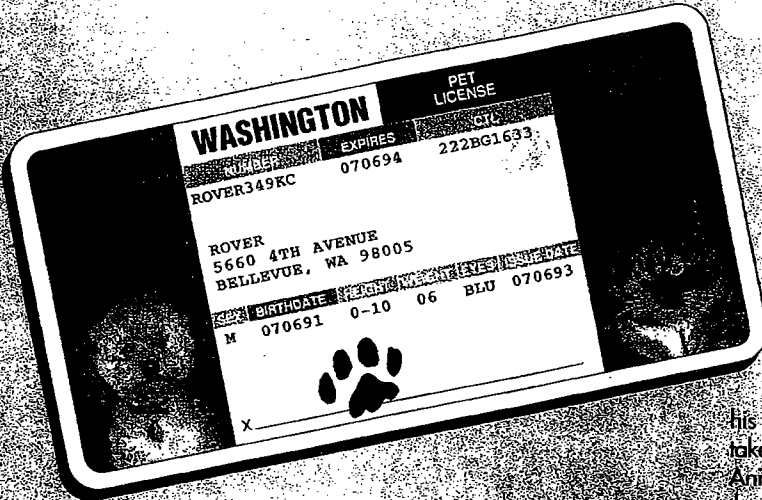 WASHINGTON
PET
LICENSE
NUMBER EXPIRES CTL
ROVER349KC 070694 222BG1633
ROVER
5660 4TH AVENUE
BELLEVUE, WA 98005
SEX BIRTHDATE HEIGHT WEIGHT EYES ISSUE DATE
M 070691 0-10 06 BLU 070693
X
his
take
Ani